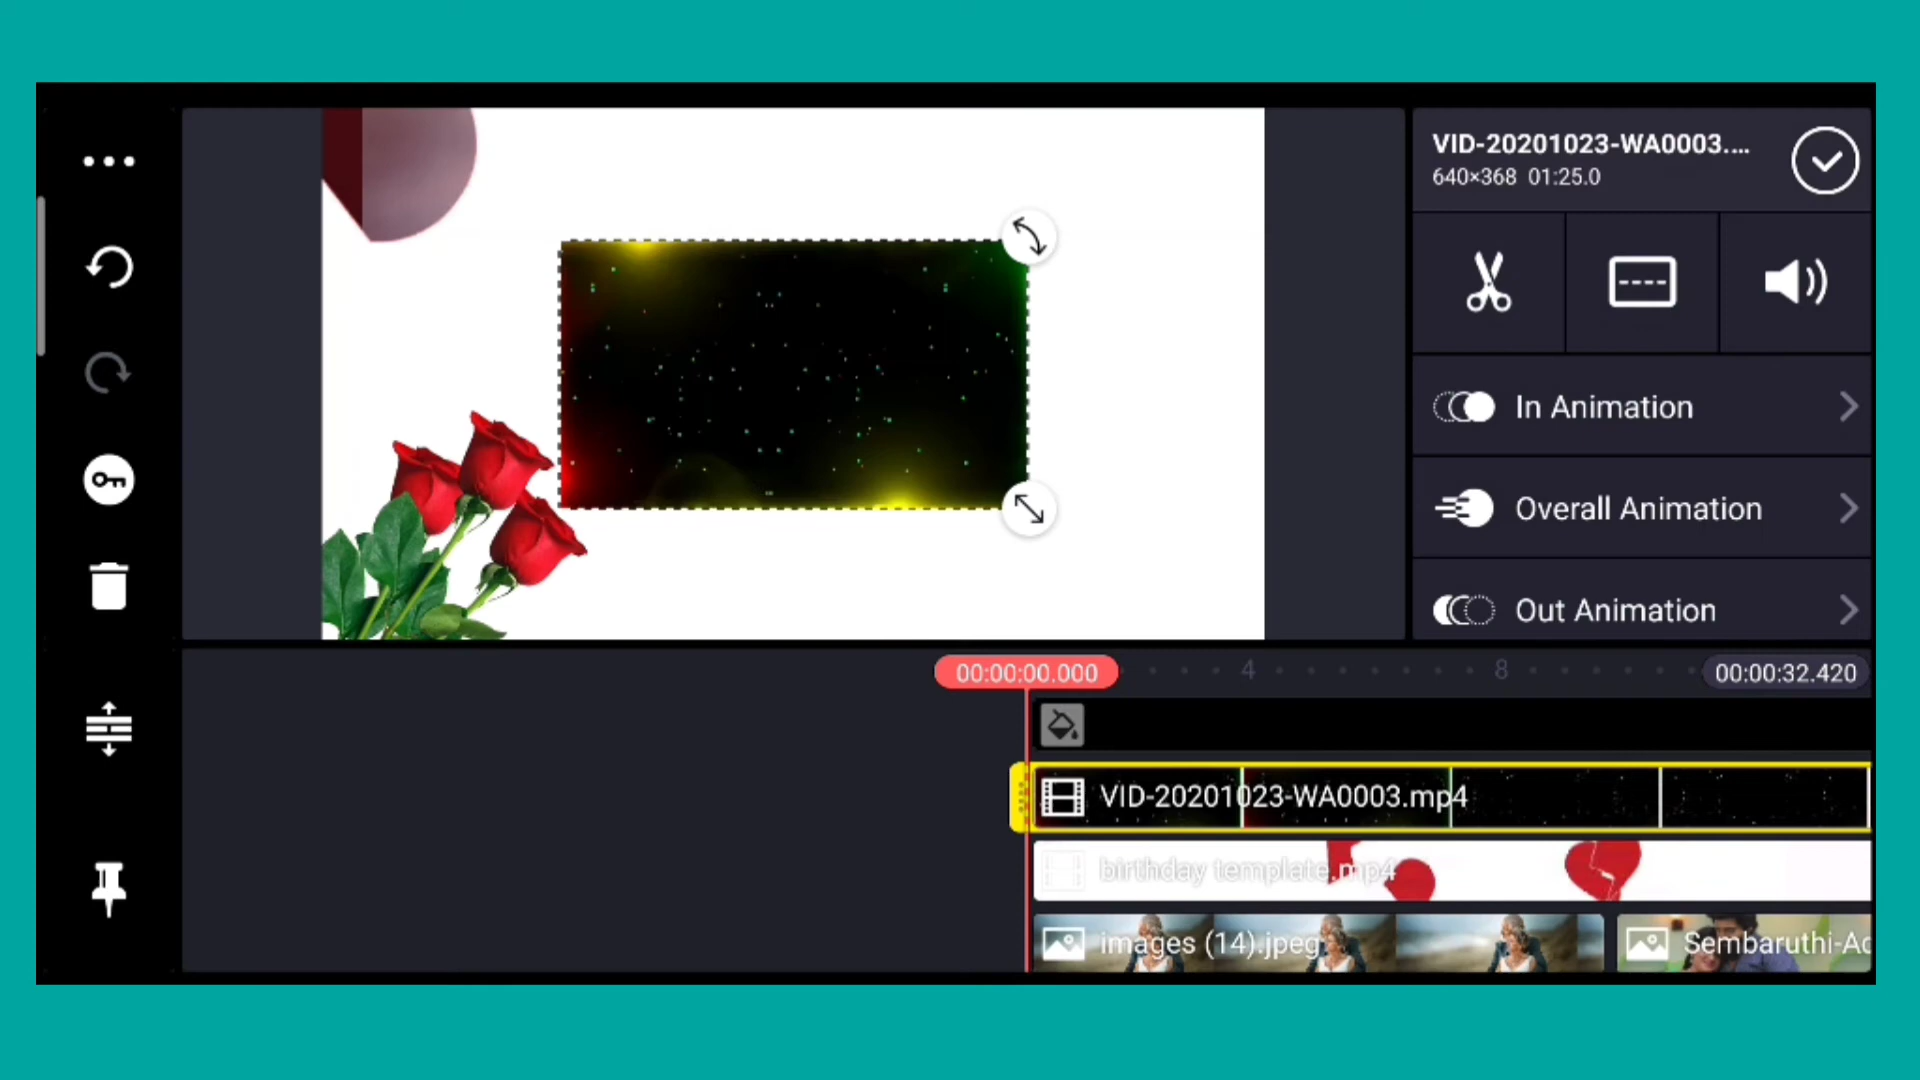 VID-20201023-WA0003....
640×368 01:25.0
In Animation
Overall Animation
Out Animation
00:00:00.000
4
8
00:00:32.420
VID-20201023-WA0003.mp4
birthday template.mp4
images (14).jpeg
Sembaruthi-Ac